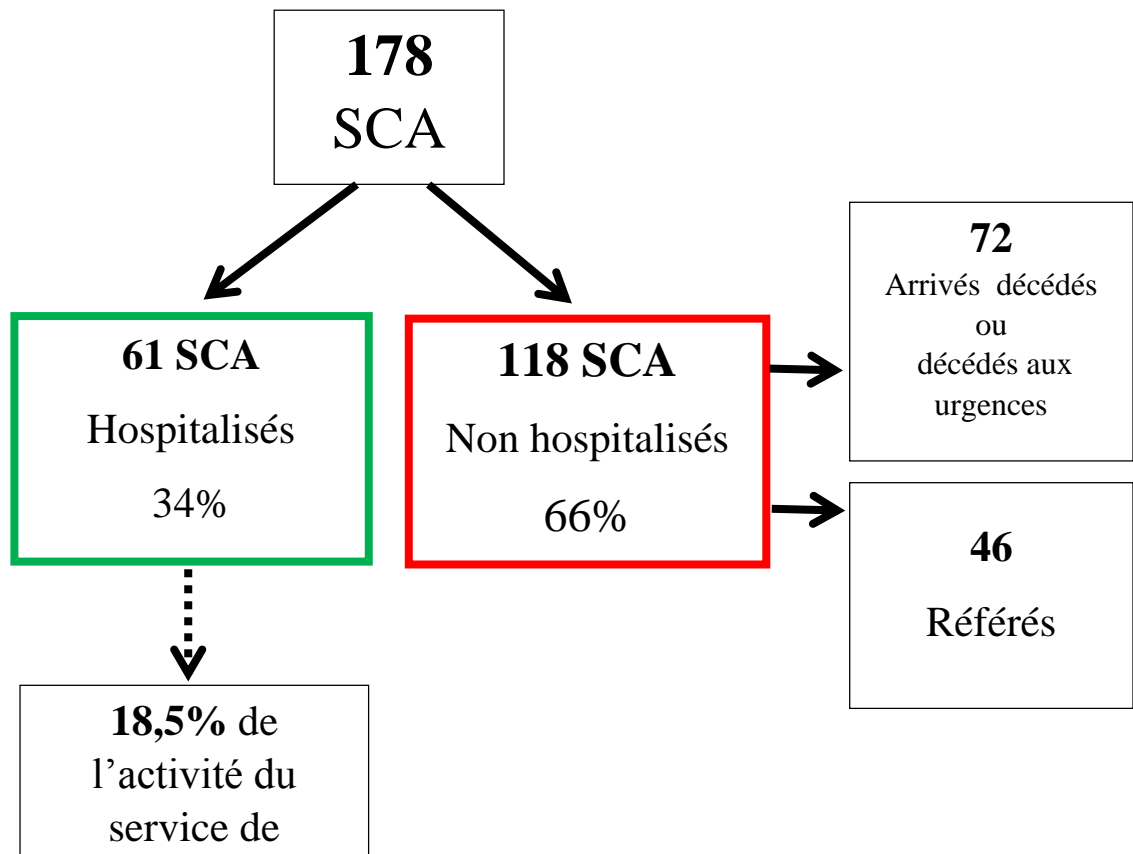 178
SCA
61 SCA
Hospitalisés
34%
118 SCA
Non hospitalisés
66%
72
Arrivés décédés
ou
décédés aux
urgences
46
Référés
18,5% de
l’activité du
service de